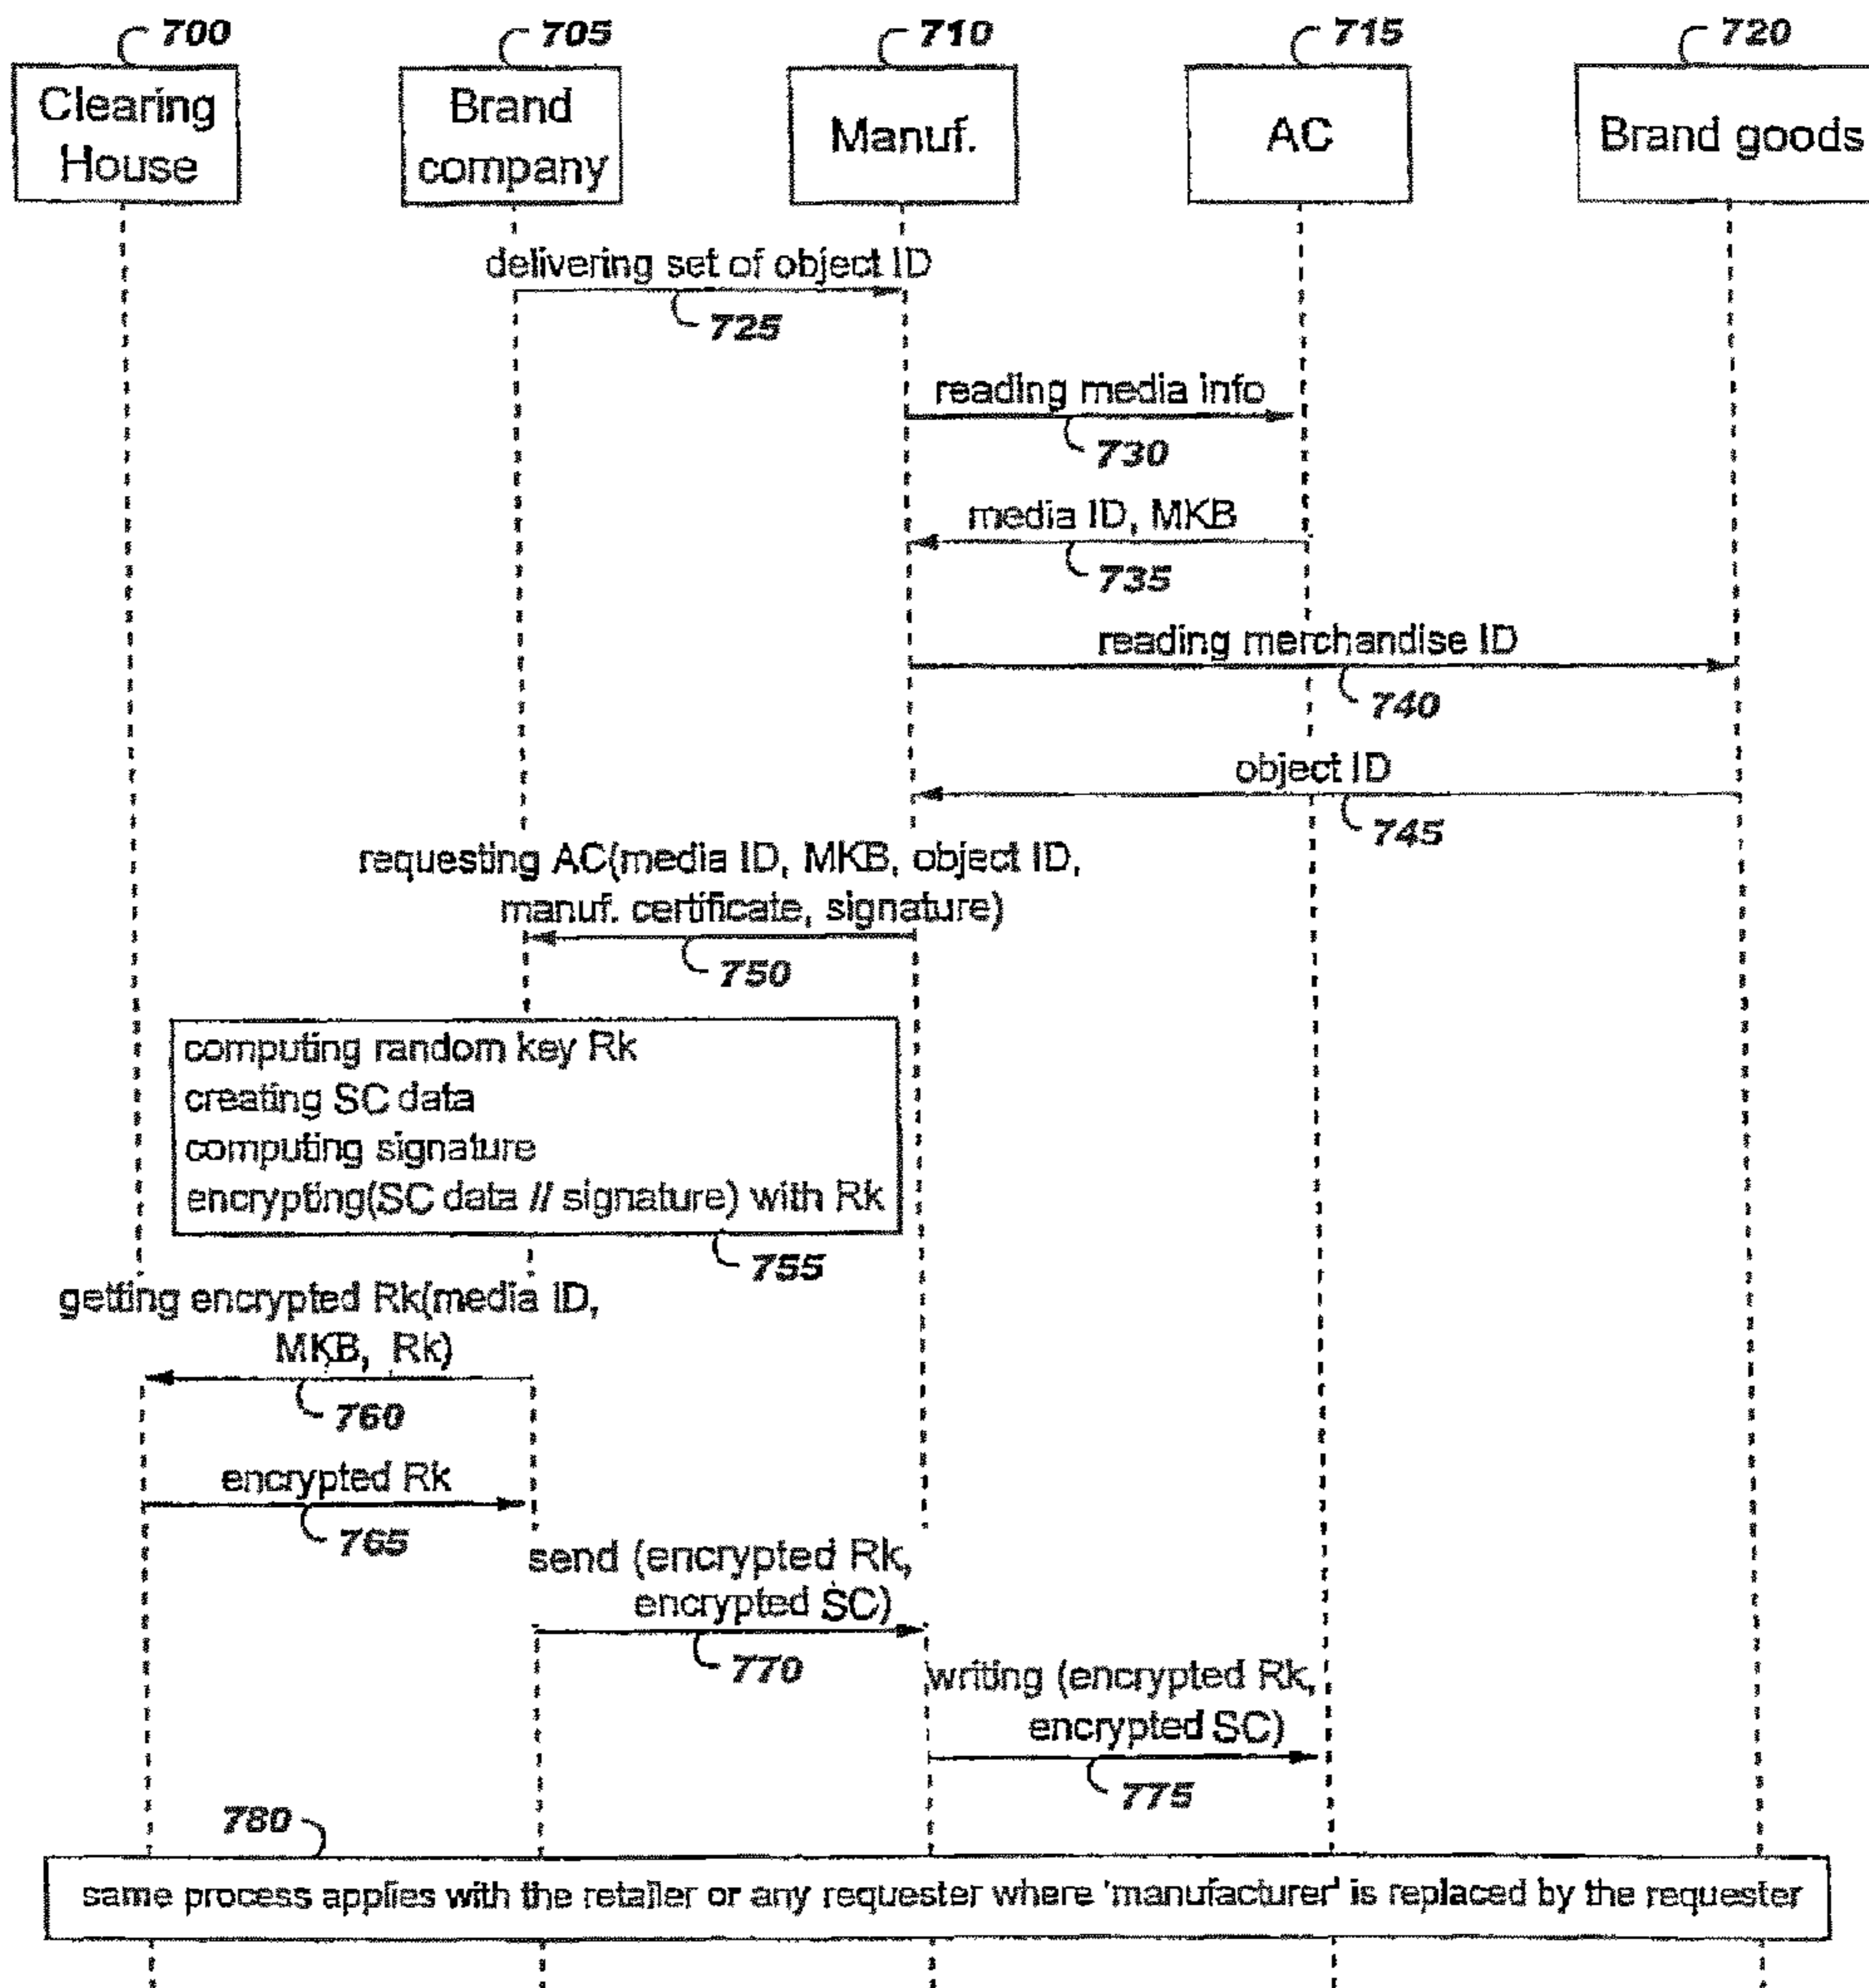 700
705
710
715
720
Clearing
House
Brand
company
Manuf.
AC
Brand goods
delivering set of object ID
725
reading media info
730
media ID, MKB
735
reading merchandise ID
740
object ID
745
requesting AC(media ID, MKB, object ID,
manuf. certificate, signature)
750
computing random key Rk
creating SC data
computing signature
encrypting(SC data // signature) with Rk
755
getting encrypted Rk(media ID,
MKB, Rk)
760
encrypted Rk
765
send (encrypted Rk,
encrypted SC)
770
writing (encrypted Rk,
encrypted SC)
775
780
same process applies with the retailer or any requester where 'manufacturer' is replaced by the requester